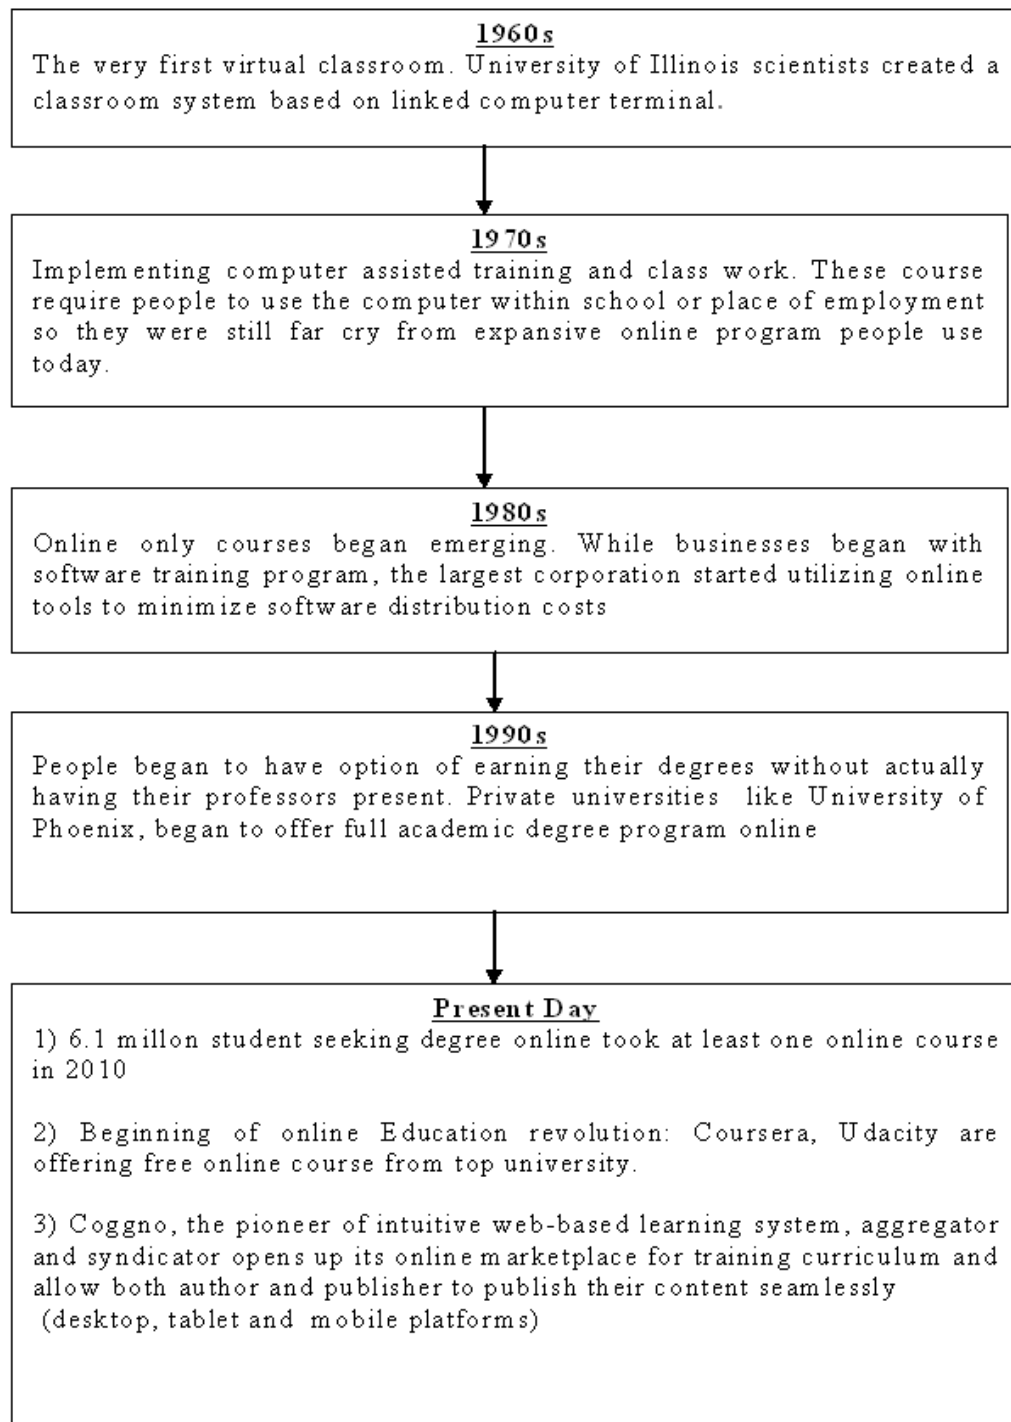 1960s
The very first virtual classroom. University of Illinois scientists created a
classroom system based on linked computer terminal.
1970s
Implementing computer assisted training and class work. These course
require people to use the computer within school or place of employment
so they were still far cry from expansive online program people use
today.
1980s
Online only courses began emerging. While businesses began with
software training program, the largest corporation started utilizing online
tools to minimize software distribution costs
1990s
People began to have option of earning their degrees without actually
having their professors present. Private universities like University of
Phoenix, began to offer full academic degree program online
Present Day
1) 6.1 millon student seeking degree online took at least one online course
in 2010
2) Beginning of online Education revolution: Coursera, Udacity are
offering free online course from top university.
3) Coggno, the pioneer of intuitive web-based learning system, aggregator
and syndicator opens up its online marketplace for training curriculum and
allow both author and publisher to publish their content seamlessly
(desktop, tablet and mobile platforms)